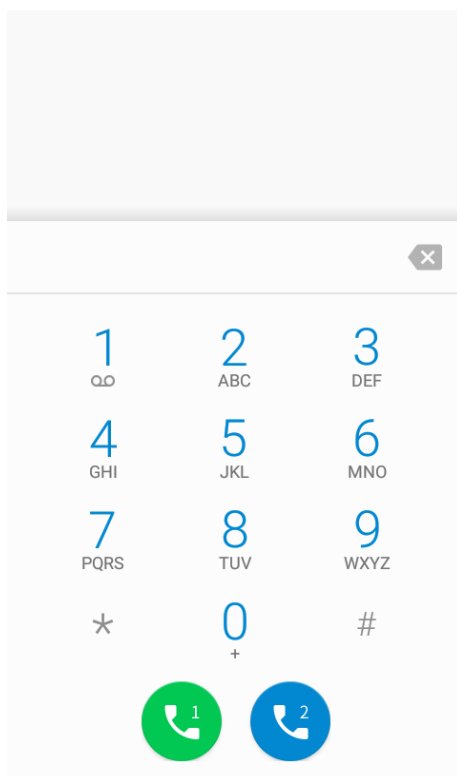 1 2 3
ABC DEF
4 5 6
GHI JKL MNO
7 8 9
PQRS TUV WXYZ
* 0 #
+
1 2